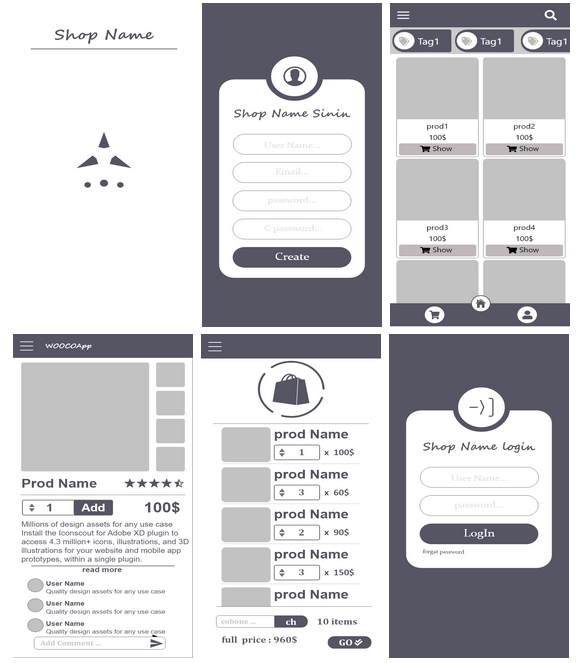 Shop Name
Shop Name Sinin
User Name...
Email...
password...
C password...
Create
Tag1
Tag1
Tag1
prod1
100$
Show
prod2
100$
Show
prod3
100$
Show
prod4
100$
Show
WOOCOApp
Prod Name
1
Add
100$
Millions of design assets for any use case
Install the Iconscout for Adobe XD plugin to
access 4.3 million+ icons, illustrations, and 3D
illustrations for your website and mobile app
prototypes, within a single plugin.
read more
User Name
Quality design assets for any use case
User Name
Quality design assets for any use case
User Name
Quality design assets for any use case
Add Comment ...
prod Name
1 x 100$
prod Name
3 x 60$
prod Name
2 x 90$
prod Name
3 x 150$
prod Name
cobone ...
ch
10 items
full price : 960$
GO
Shop Name login
User Name...
password...
LogIn
forgat password